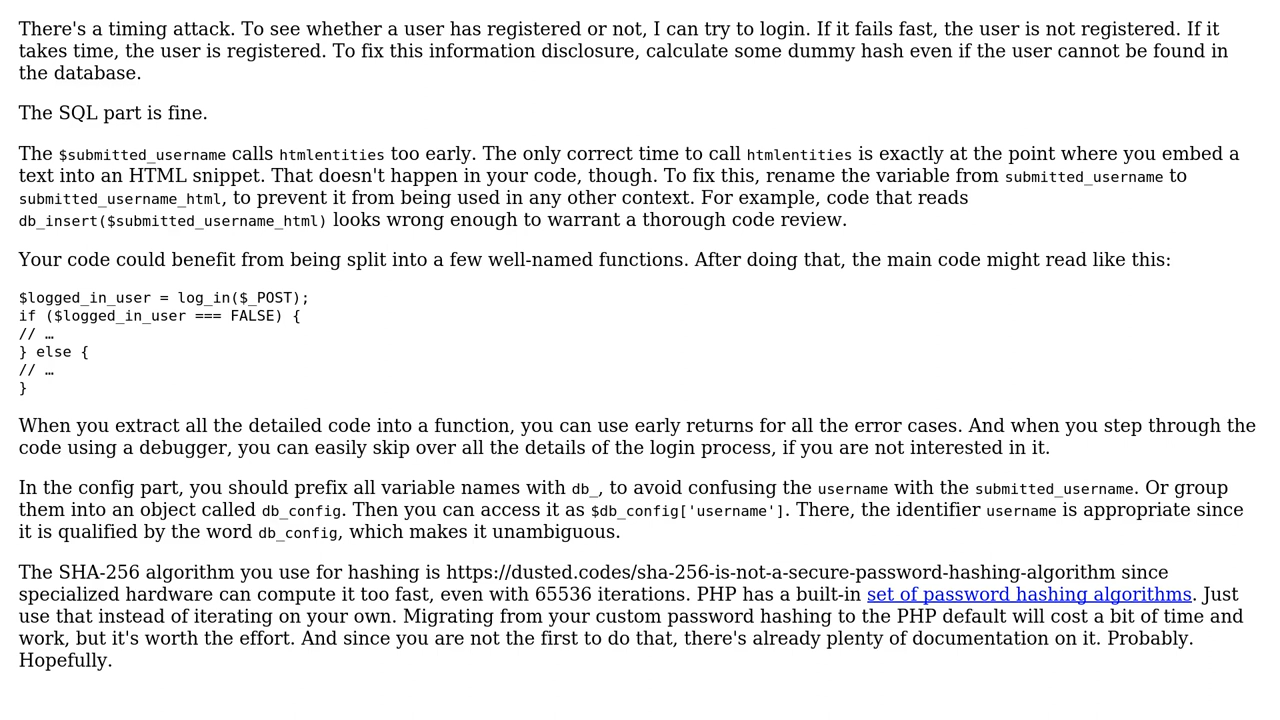 There's a timing attack. To see whether a user has registered or not, I can try to login. If it fails fast, the user is not registered. If it
takes time, the user is registered. To fix this information disclosure, calculate some dummy hash even if the user cannot be found in
the database.
The SQL part is fine.
The $submitted_username calls htmlentities too early. The only correct time to call htmlentities is exactly at the point where you embed a
text into an HTML snippet. That doesn't happen in your code, though. To fix this, rename the variable from submitted_username to
submitted_username_html, to prevent it from being used in any other context. For example, code that reads
db_insert($submitted_username_html) looks wrong enough to warrant a thorough code review.
Your code could benefit from being split into a few well-named functions. After doing that, the main code might read like this:
$logged_in_user = log_in($_POST);
if ($logged_in_user === FALSE) {
// …
} else {
// …
}
When you extract all the detailed code into a function, you can use early returns for all the error cases. And when you step through the
code using a debugger, you can easily skip over all the details of the login process, if you are not interested in it.
In the config part, you should prefix all variable names with db_, to avoid confusing the username with the submitted_username. Or group
them into an object called db_config. Then you can access it as $db_config['username']. There, the identifier username is appropriate since
it is qualified by the word db_config, which makes it unambiguous.
The SHA-256 algorithm you use for hashing is https://dusted.codes/sha-256-is-not-a-secure-password-hashing-algorithm since
specialized hardware can compute it too fast, even with 65536 iterations. PHP has a built-in set of password hashing algorithms. Just
use that instead of iterating on your own. Migrating from your custom password hashing to the PHP default will cost a bit of time and
work, but it's worth the effort. And since you are not the first to do that, there's already plenty of documentation on it. Probably.
Hopefully.